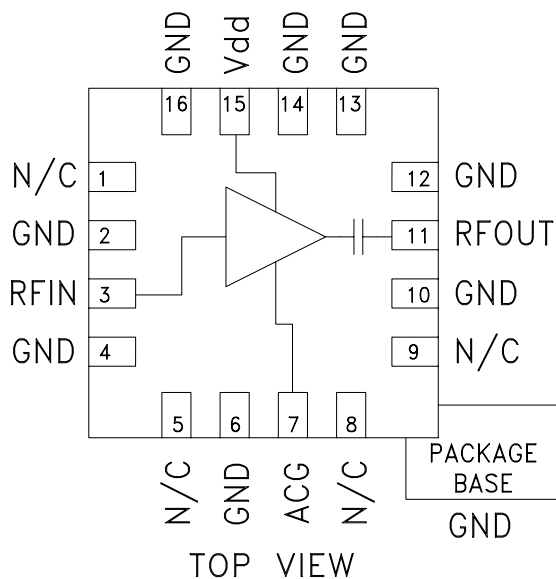 GND Vdd GND GND
16 15 14 13
N/C 1
12 GND
GND 2
11 RFOUT
RFIN 3
10 GND
GND 4
9 N/C
5 6 7 8
N/C GND ACG N/C
PACKAGE
BASE
GND
TOP VIEW